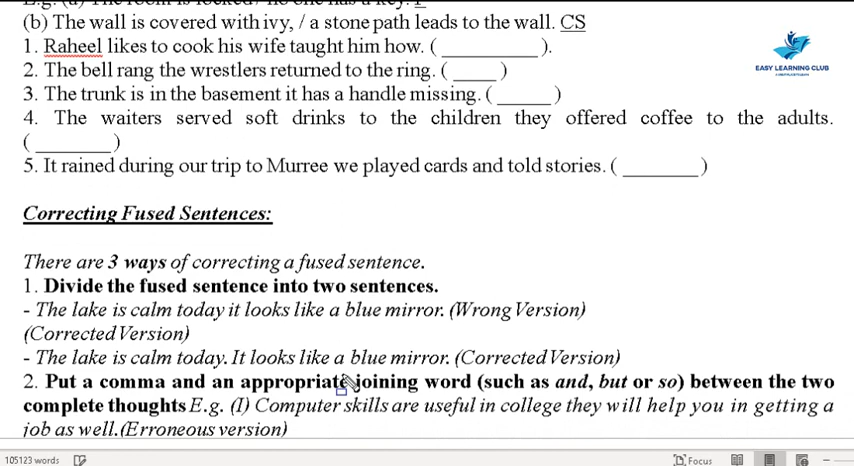 E.g. (a) The room is locked/ no one has a key. F
(b) The wall is covered with ivy, / a stone path leads to the wall. CS
1. Raheel likes to cook his wife taught him how. ( __________ ).
2. The bell rang the wrestlers returned to the ring. ( _____ )
3. The trunk is in the basement it has a handle missing. ( ______ )
EASY LEARNING CLUB
4. The waiters served soft drinks to the children they offered coffee to the adults.
( ________ )
5. It rained during our trip to Murree we played cards and told stories. ( ________ )
Correcting Fused Sentences:
There are 3 ways of correcting a fused sentence.
1. Divide the fused sentence into two sentences.
- The lake is calm today it looks like a blue mirror. (Wrong Version)
(Corrected Version)
- The lake is calm today. It looks like a blue mirror. (Corrected Version)
2. Put a comma and an appropriate joining word (such as and, but or so) between the two
complete thoughts E.g. (I) Computer skills are useful in college they will help you in getting a
job as well.(Erroneous version)
105123 words
Focus